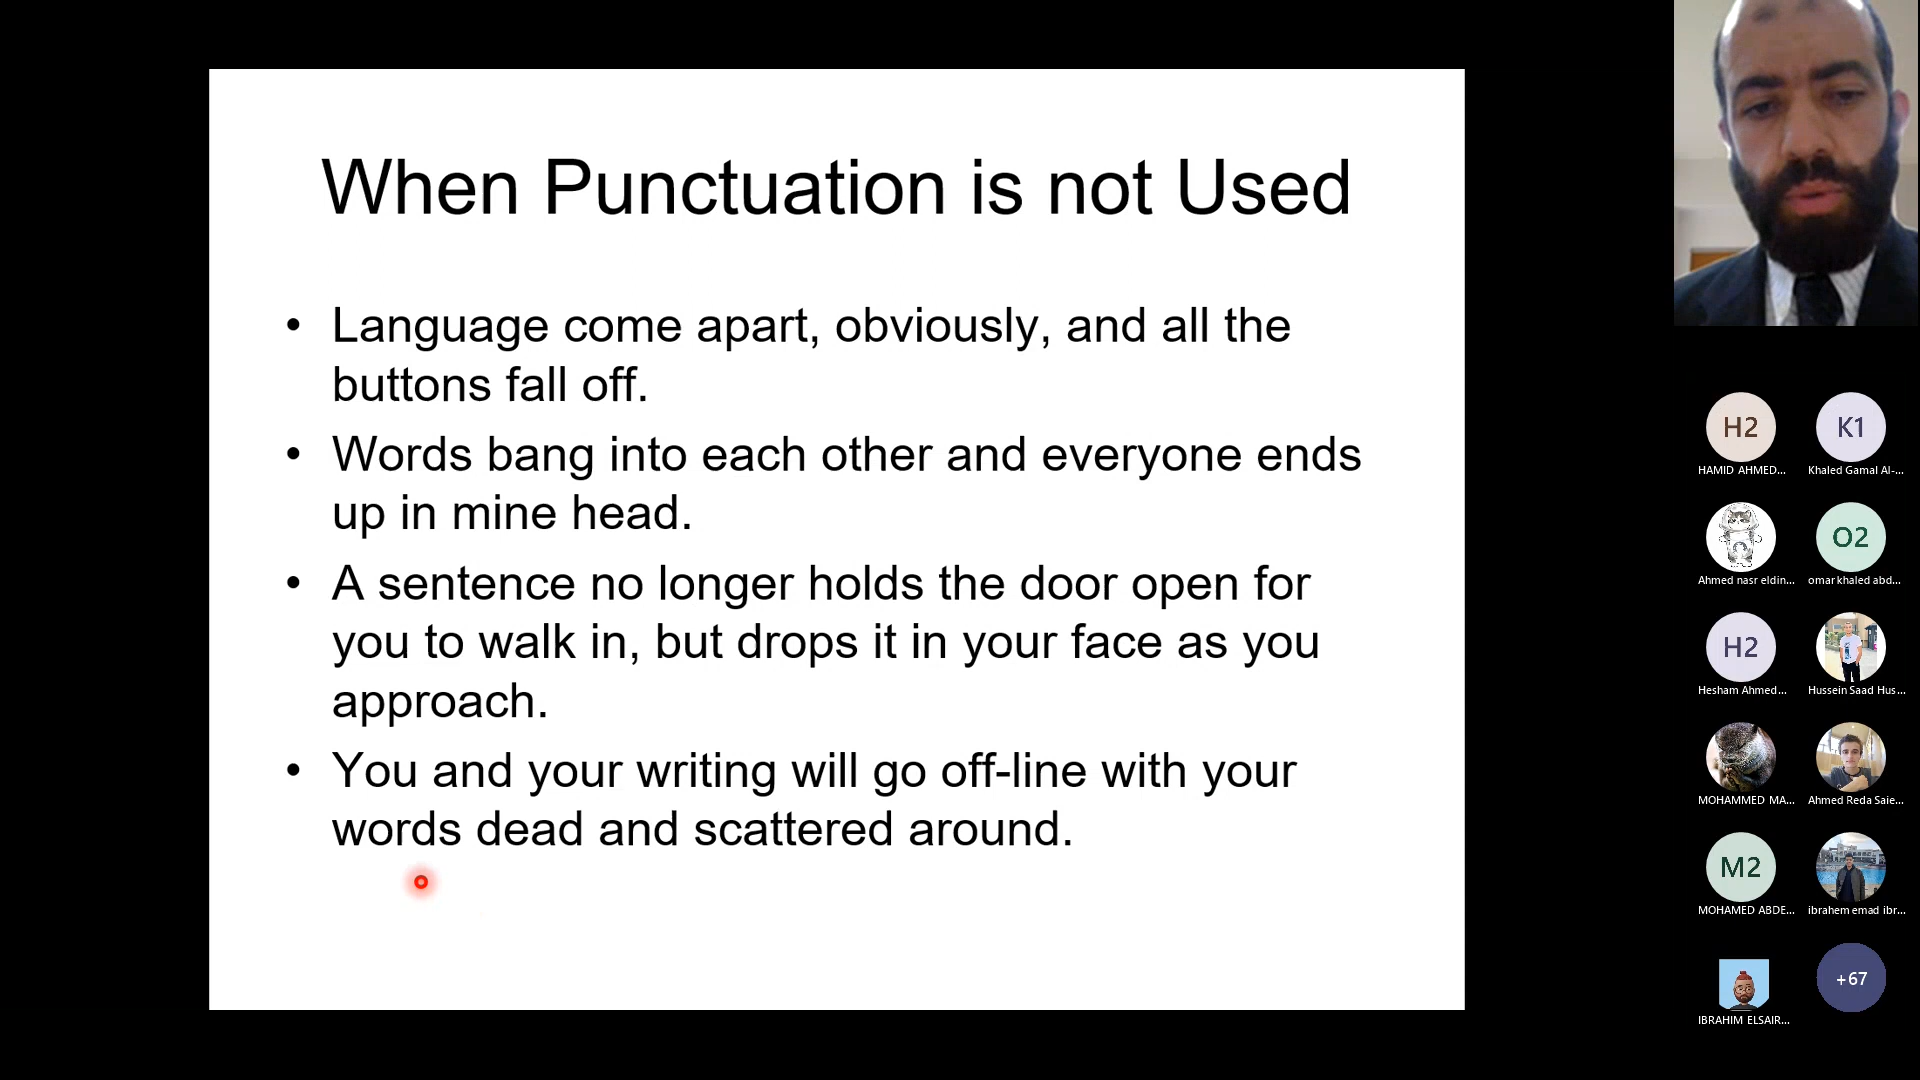 When Punctuation is not Used
• Language come apart, obviously, and all the
buttons fall off.
• Words bang into each other and everyone ends
up in mine head.
• A sentence no longer holds the door open for
you to walk in, but drops it in your face as you
approach.
• You and your writing will go off-line with your
words dead and scattered around.
H2 K1
HAMID AHMED... Khaled Gamal Al-...
O2
Ahmed nasr eldin... omar khaled abd...
H2
Hesham Ahmed... Hussein Saad Hus...
MOHAMMED MA... Ahmed Reda Saie...
M2
MOHAMED ABDE... ibrahem emad ibr...
+67
IBRAHIM ELSAIR...